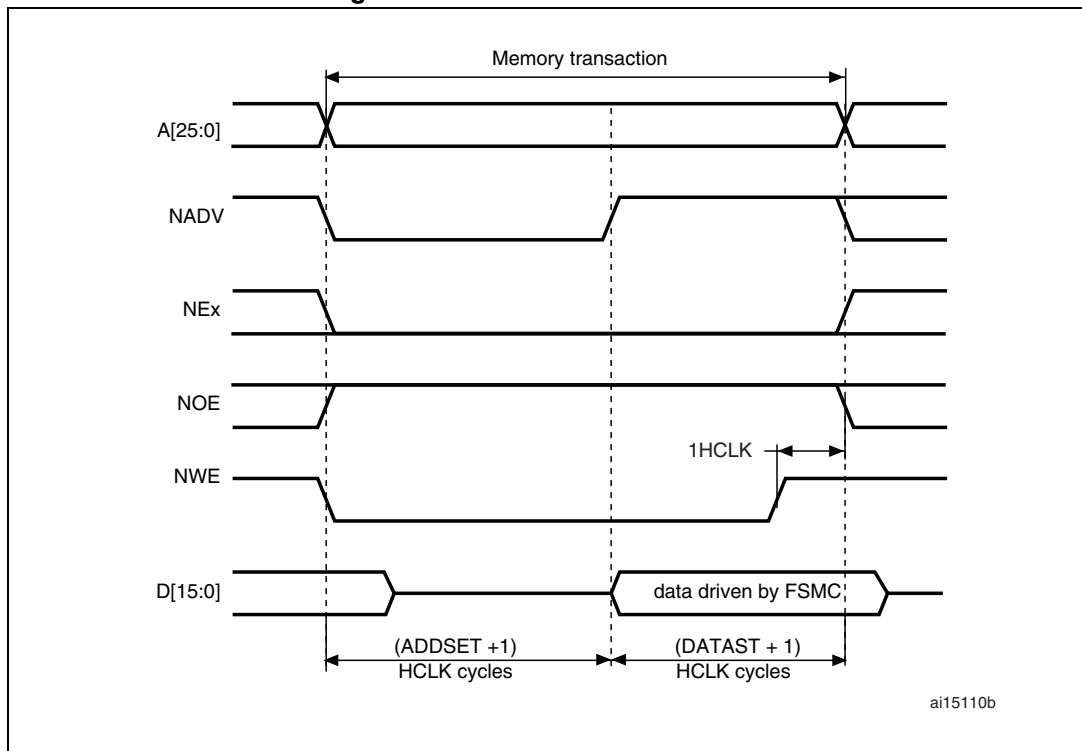 Memory transaction
A[25:0]
NADV
NEx
NOE
1HCLK
NWE
D[15:0]
data driven by FSMC
(ADDSET +1)
HCLK cycles
(DATAST + 1)
HCLK cycles
ai15110b